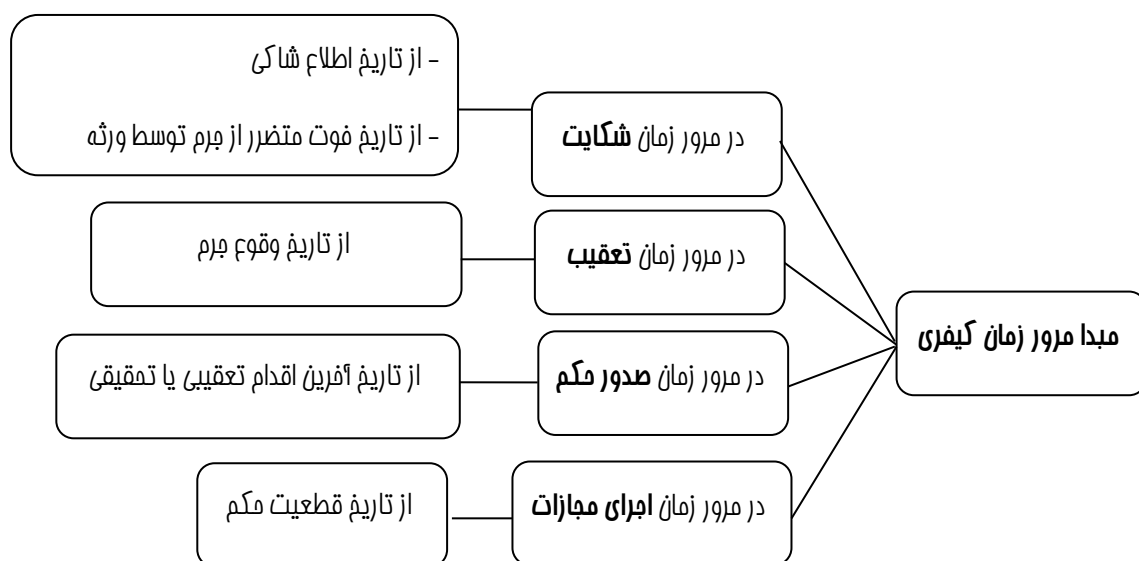 مبدا مرور زمان کیفری
در مرور زمان شکایت
- از تاریخ اطلاع شاکی
- از تاریخ فوت متضرر از جرم توسط ورثه
در مرور زمان تعقیب
از تاریخ وقوع جرم
در مرور زمان صدور حکم
از تاریخ آخرین اقدام تعقیبی یا تحقیقی
در مرور زمان اجرای مجازات
از تاریخ قطعیت حکم